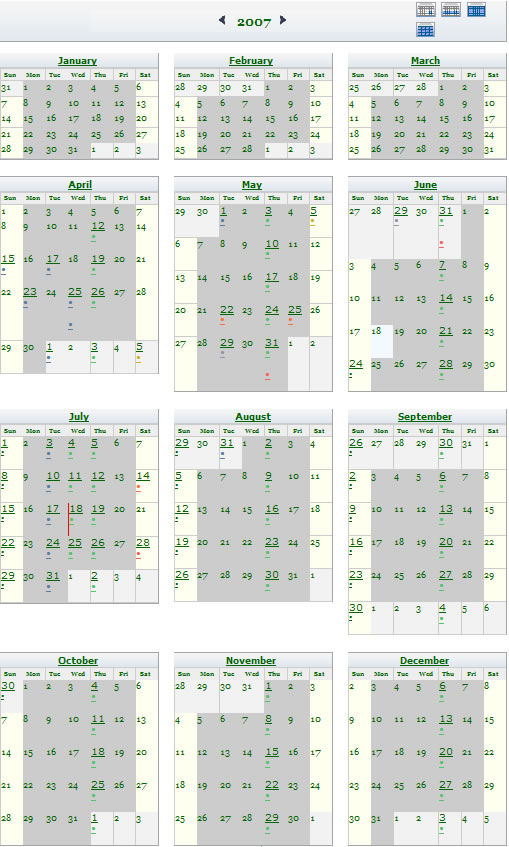 2007
January
Sun Mon Tue Wed Thu Fri Sat
31 1 2 3 4 5 6
7 8 9 10 11 12 13
14 15 16 17 18 19 20
21 22 23 24 25 26 27
28 29 30 31 1 2 3
February
Sun Mon Tue Wed Thu Fri Sat
28 29 30 31 1 2 3
4 5 6 7 8 9 10
11 12 13 14 15 16 17
18 19 20 21 22 23 24
25 26 27 28 1 2 3
March
Sun Mon Tue Wed Thu Fri Sat
25 26 27 28 1 2 3
4 5 6 7 8 9 10
11 12 13 14 15 16 17
18 19 20 21 22 23 24
25 26 27 28 29 30 31
April
Sun Mon Tue Wed Thu Fri Sat
1 2 3 4 5 6 7
8 9 10 11 12 13 14
15 16 17 18 19 20 21
22 23 24 25 26 27 28
29 30 1 2 3 4 5
May
Sun Mon Tue Wed Thu Fri Sat
29 30 1 2 3 4 5
6 7 8 9 10 11 12
13 14 15 16 17 18 19
20 21 22 23 24 25 26
27 28 29 30 31 1 2
June
Sun Mon Tue Wed Thu Fri Sat
27 28 29 30 31 1 2
3 4 5 6 7 8 9
10 11 12 13 14 15 16
17 18 19 20 21 22 23
24 25 26 27 28 29 30
July
Sun Mon Tue Wed Thu Fri Sat
1 2 3 4 5 6 7
8 9 10 11 12 13 14
15 16 17 18 19 20 21
22 23 24 25 26 27 28
29 30 31 1 2 3 4
August
Sun Mon Tue Wed Thu Fri Sat
29 30 31 1 2 3 4
5 6 7 8 9 10 11
12 13 14 15 16 17 18
19 20 21 22 23 24 25
26 27 28 29 30 31 1
September
Sun Mon Tue Wed Thu Fri Sat
26 27 28 29 30 31 1
2 3 4 5 6 7 8
9 10 11 12 13 14 15
16 17 18 19 20 21 22
23 24 25 26 27 28 29
30 1 2 3 4 5 6
October
Sun Mon Tue Wed Thu Fri Sat
30 1 2 3 4 5 6
7 8 9 10 11 12 13
14 15 16 17 18 19 20
21 22 23 24 25 26 27
28 29 30 31 1 2 3
November
Sun Mon Tue Wed Thu Fri Sat
28 29 30 31 1 2 3
4 5 6 7 8 9 10
11 12 13 14 15 16 17
18 19 20 21 22 23 24
25 26 27 28 29 30 1
December
Sun Mon Tue Wed Thu Fri Sat
2 3 4 5 6 7 8
9 10 11 12 13 14 15
16 17 18 19 20 21 22
23 24 25 26 27 28 29
30 31 1 2 3 4 5